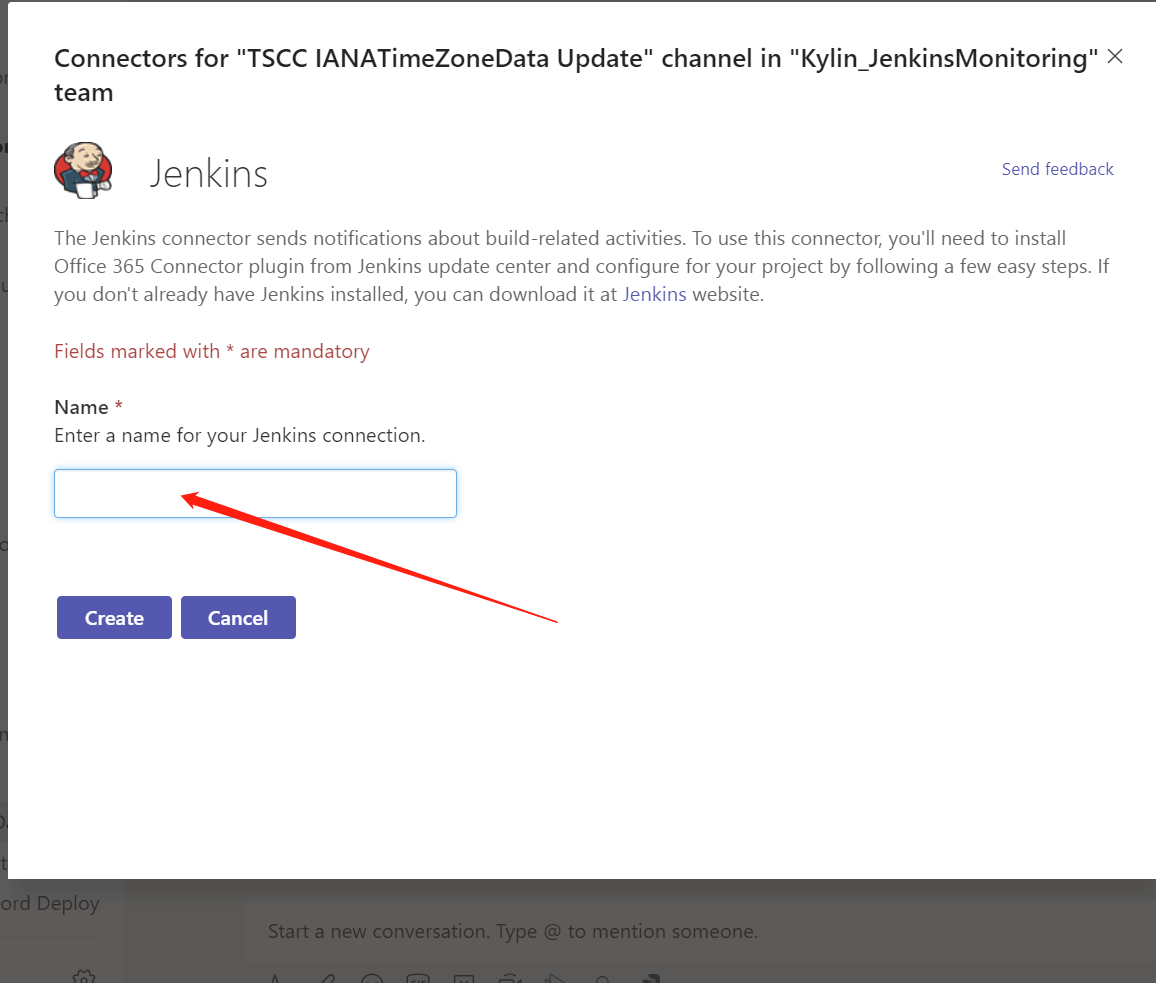 Connectors for "TSCC IANATimeZoneData Update" channel in "Kylin_JenkinsMonitoring"
team
Jenkins
Send feedback
The Jenkins connector sends notifications about build-related activities. To use this connector, you'll need to install
Office 365 Connector plugin from Jenkins update center and configure for your project by following a few easy steps. If
you don't already have Jenkins installed, you can download it at Jenkins website.
Fields marked with * are mandatory
Name *
Enter a name for your Jenkins connection.
Create
Cancel
ord Deploy
Start a new conversation. Type @ to mention someone.